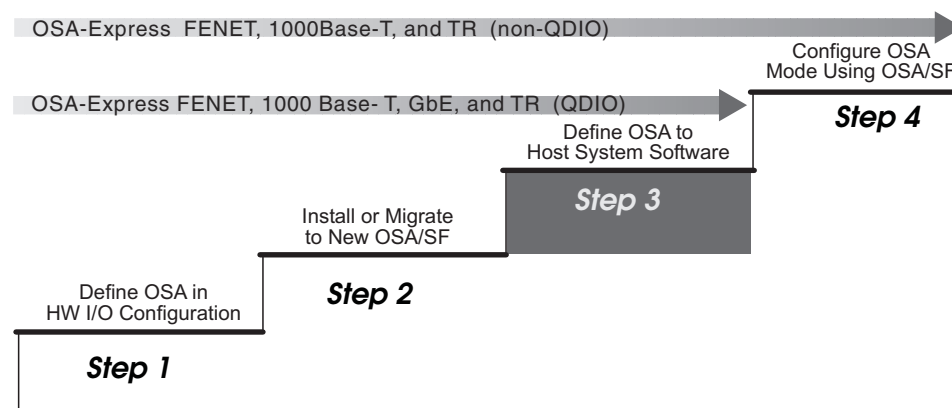 OSA-Express FENET, 1000Base-T, and TR (non-QDIO)
Configure OSA
Mode Using OSA/SF
OSA-Express FENET, 1000 Base- T, GbE, and TR (QDIO)
Step 4
Define OSA to
Host System Software
Step 3
Install or Migrate
to New OSA/SF
Step 2
Define OSA in
HW I/O Configuration
Step 1